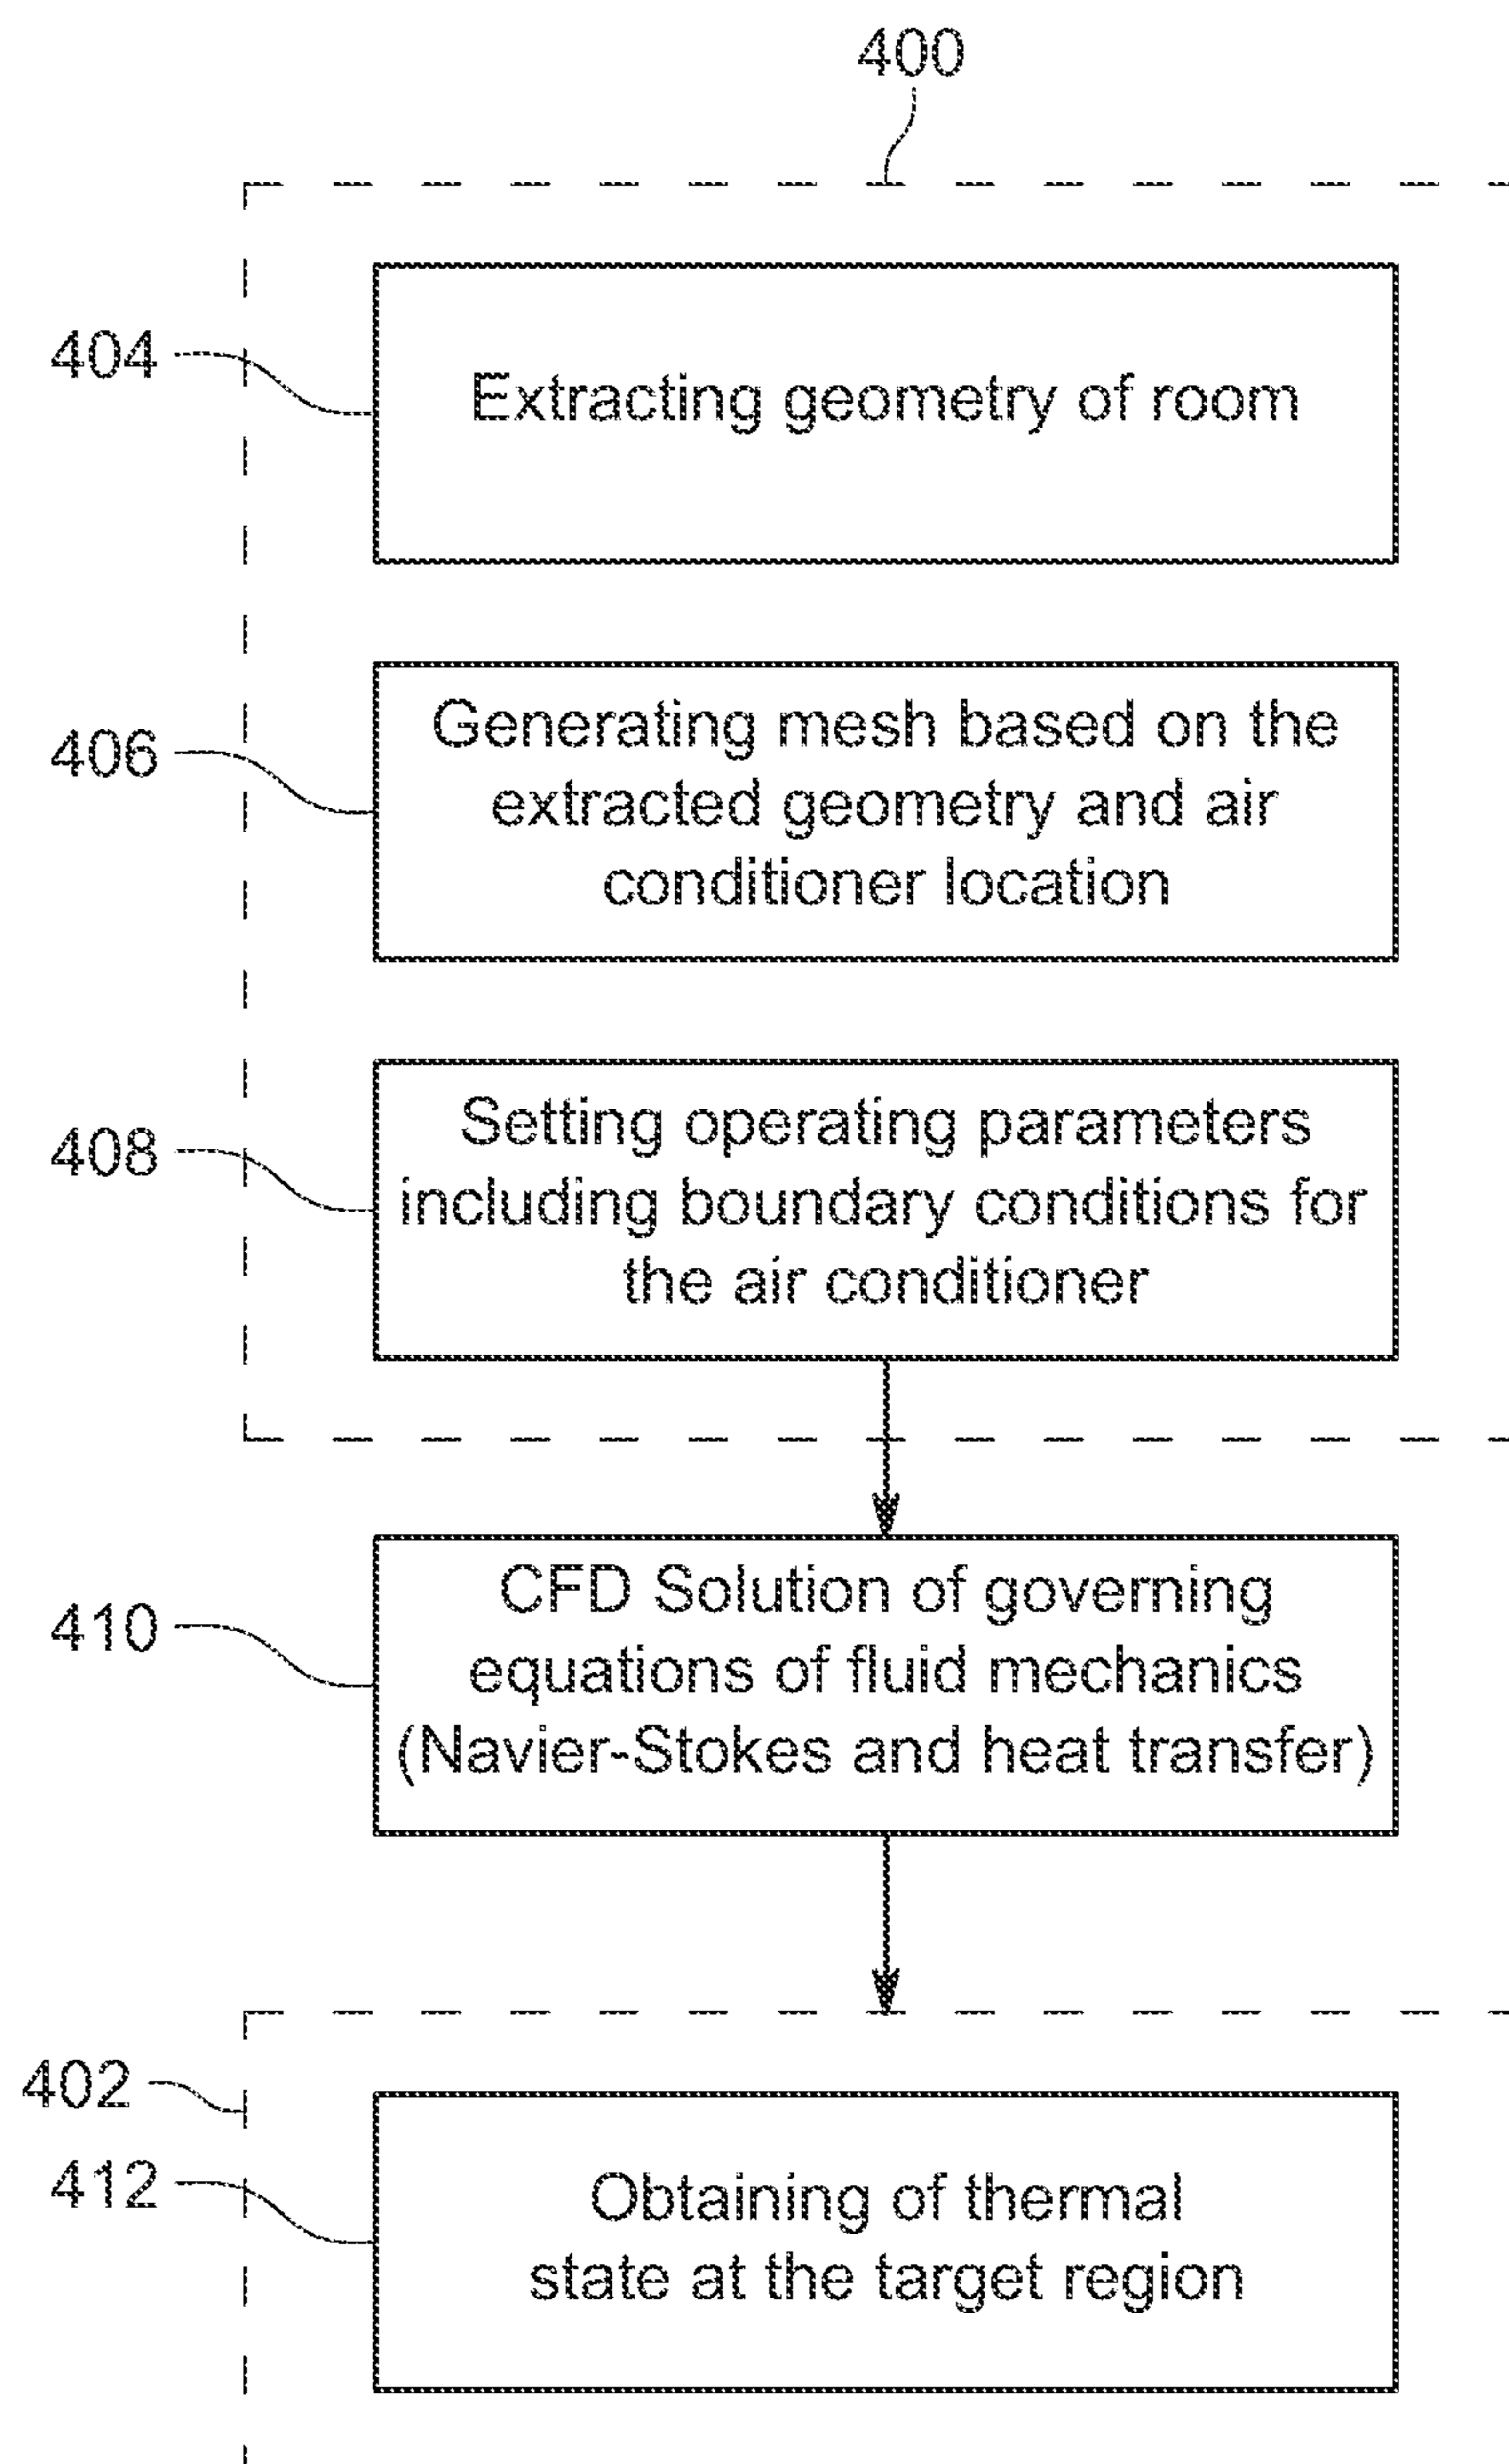 400
404
Extracting geometry of room
406
Generating mesh based on the
extracted geometry and air
conditioner location
408
Setting operating parameters
including boundary conditions for
the air conditioner
410
CFD Solution of governing
equations of fluid mechanics
(Navier-Stokes and heat transfer)
402
412
Obtaining of thermal
state at the target region